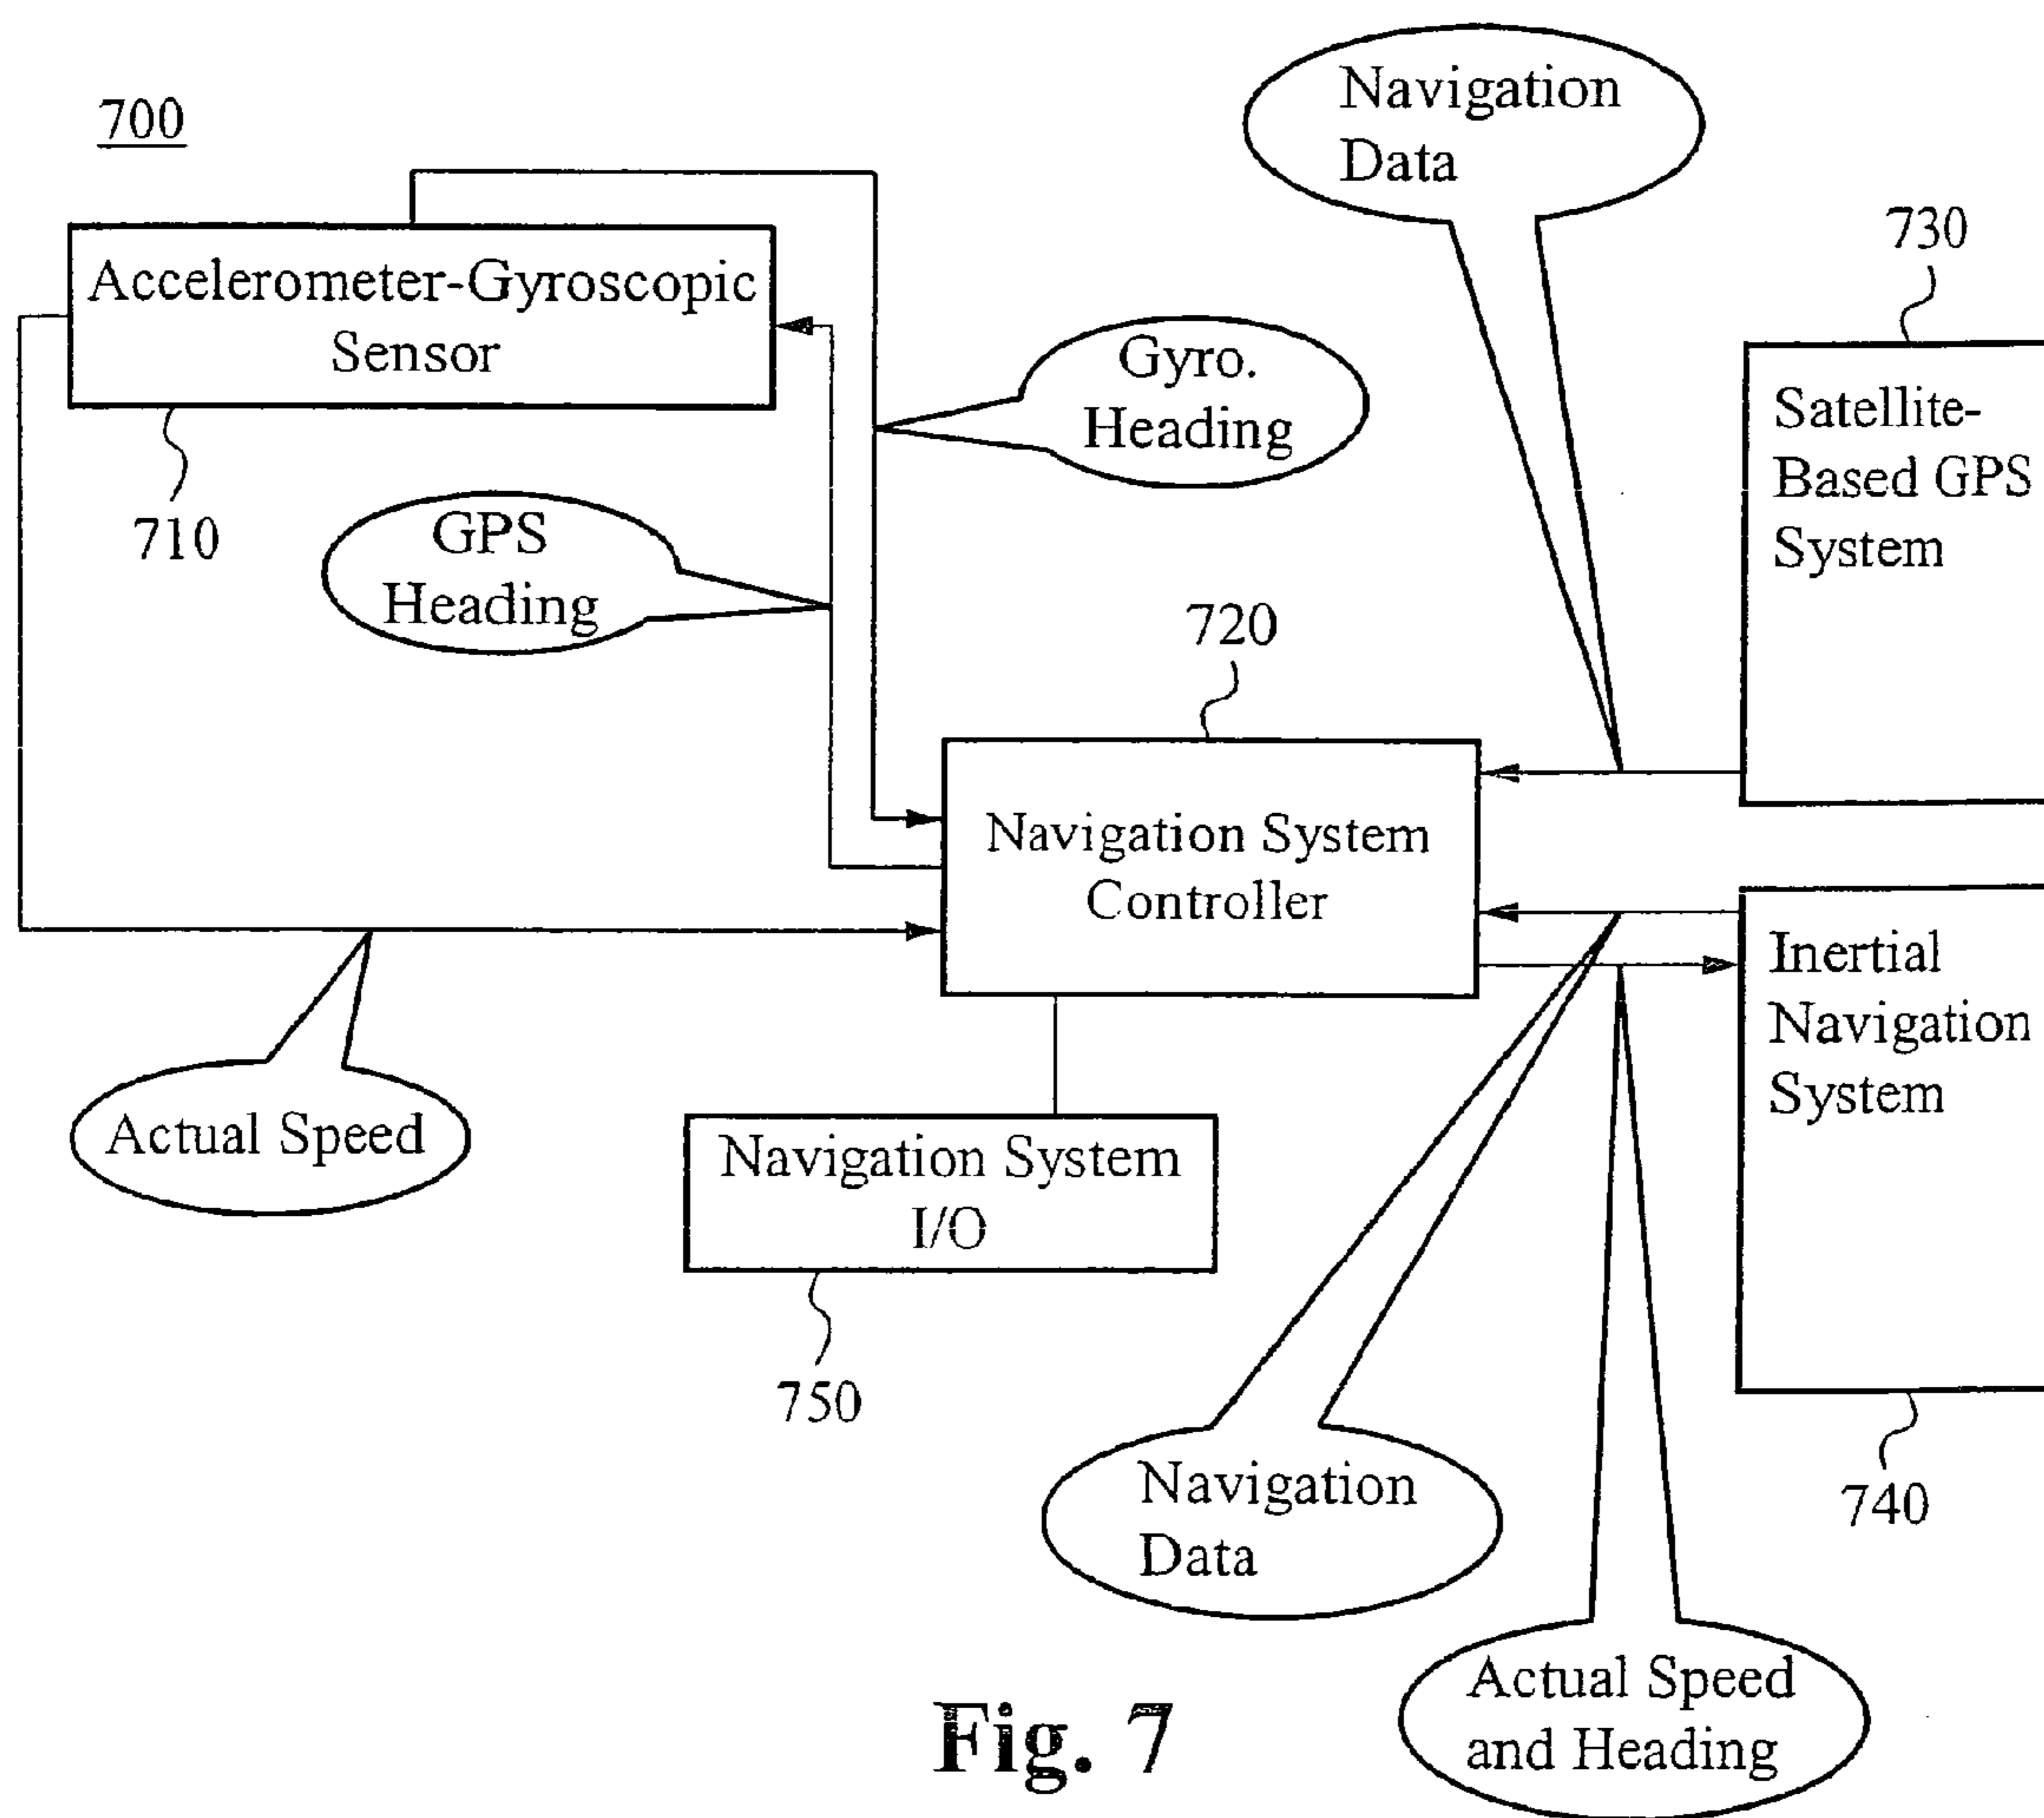 700
Navigation
Data
730
Accelerometer-Gyroscopic
Sensor
Gyro.
Heading
Satellite-
Based GPS
System
710
GPS
Heading
720
Navigation System
Controller
Inertial
Navigation
System
Actual Speed
Navigation System
I/O
750
Navigation
Data
740
Actual Speed
and Heading
Fig. 7